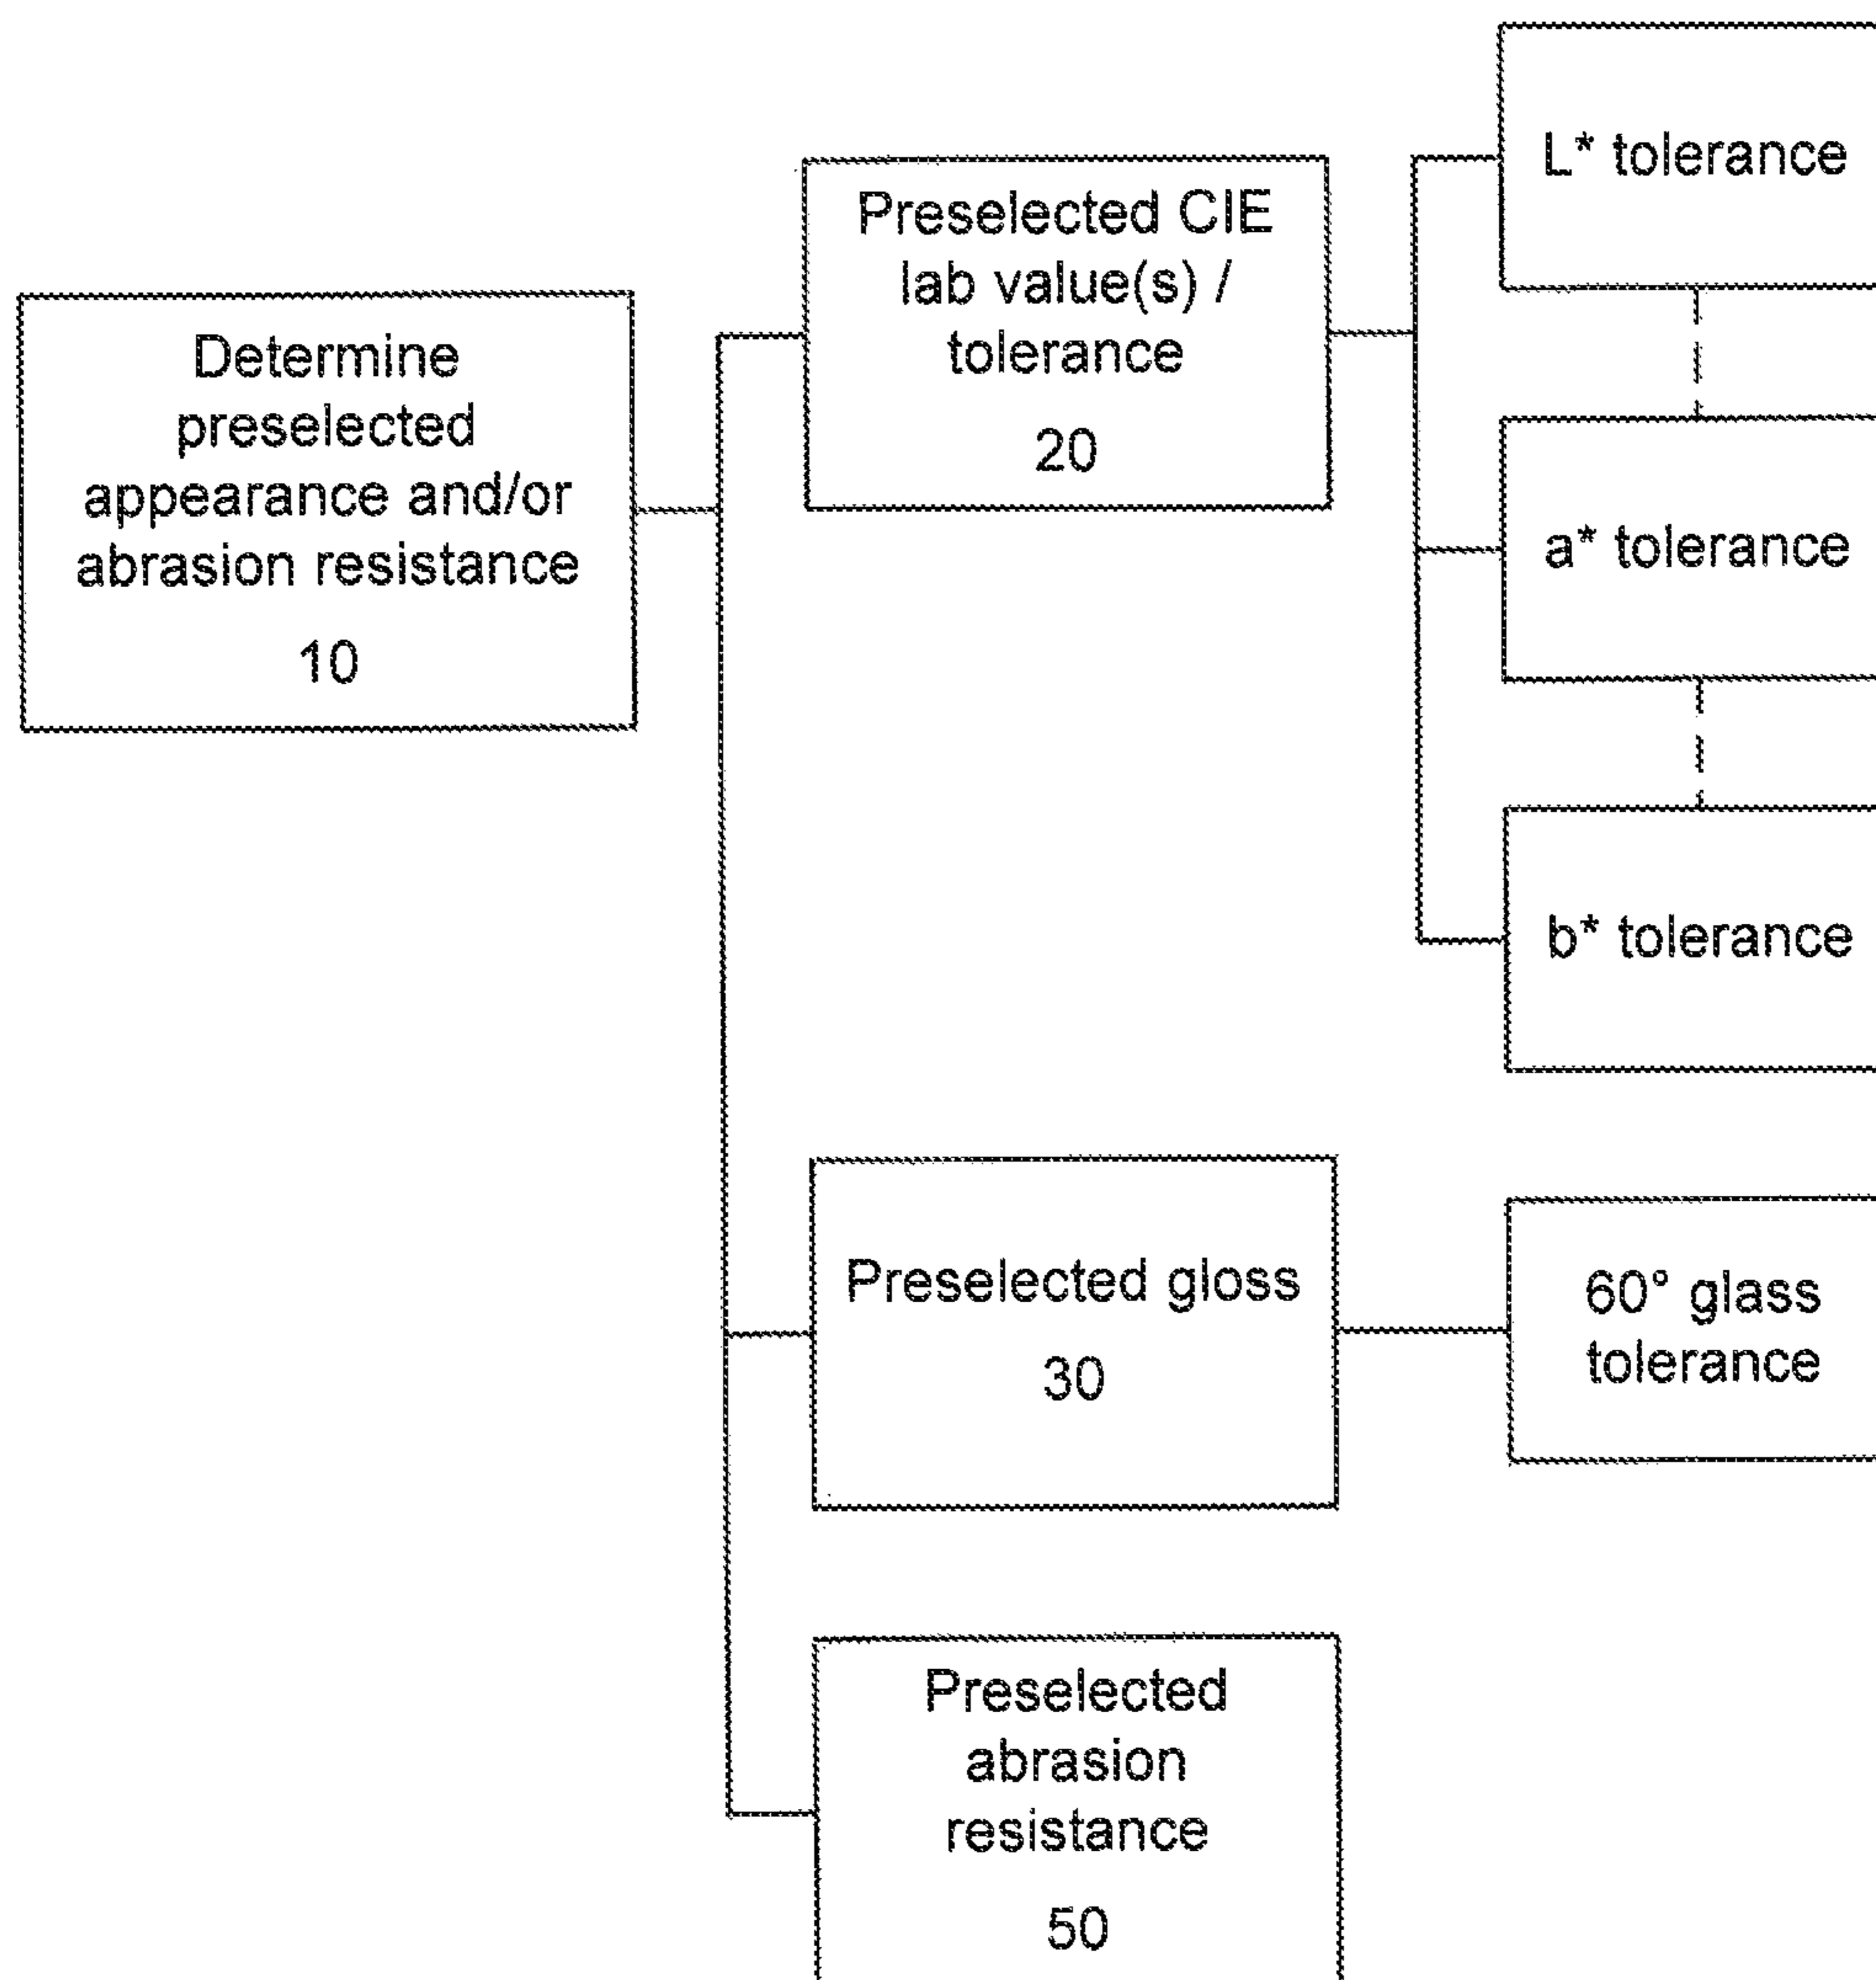 Determine
preselected
appearance and/or
abrasion resistance
10
Preselected CIE
lab value(s) /
tolerance
20
L* tolerance
a* tolerance
b* tolerance
Preselected gloss
30
60° glass
tolerance
Preselected
abrasion
resistance
50